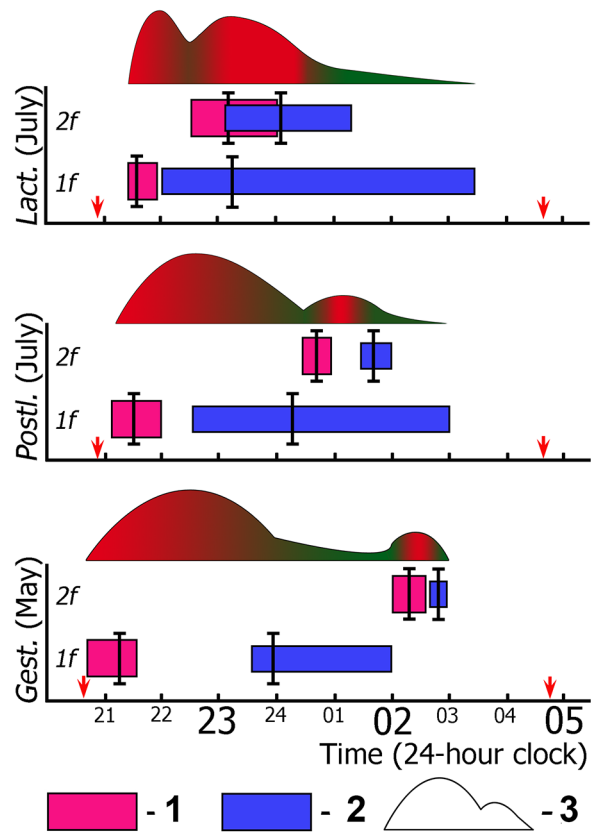 Lact. (July)
2f
1f
Postl. (July)
2f
1f
Gest. (May)
2f
1f
21 22 23 24 01 02 03 04 05
Time (24-hour clock)
- 1 - 2 - 3